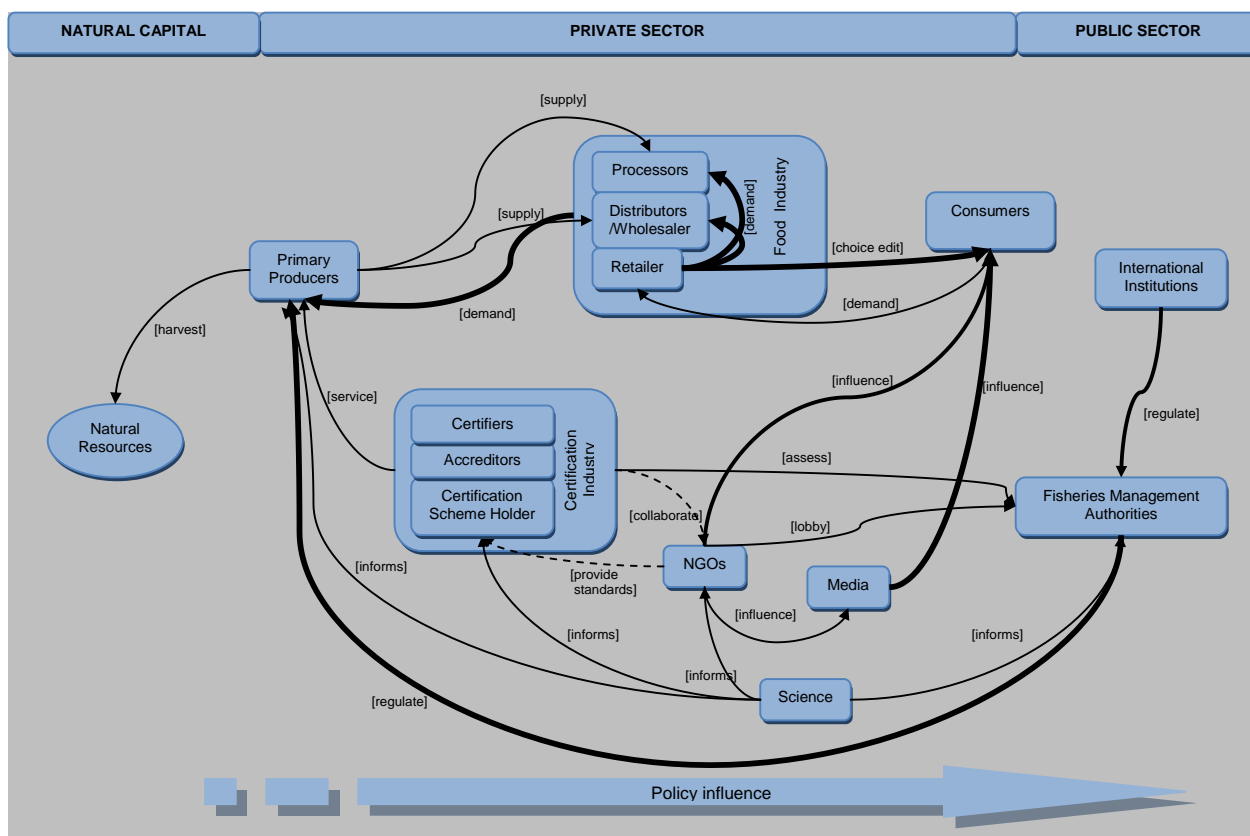 NATURAL CAPITAL
PRIVATE SECTOR
PUBLIC SECTOR
[supply]
Processors
Distributors
/Wholesaler
Retailer
Food Industry
[demand]
[supply]
Consumers
[choice edit]
Primary
Producers
International
Institutions
[demand]
[demand]
[harvest]
[influence]
[influence]
[service]
[regulate]
Natural
Resources
Certifiers
Accreditors
Certification
Scheme Holder
Certification
Industry
[assess]
Fisheries Management
Authorities
[collaborate]
[lobby]
NGOs
[informs]
[provide
standards]
Media
[influence]
[informs]
[informs]
[informs]
Science
[regulate]
Policy influence